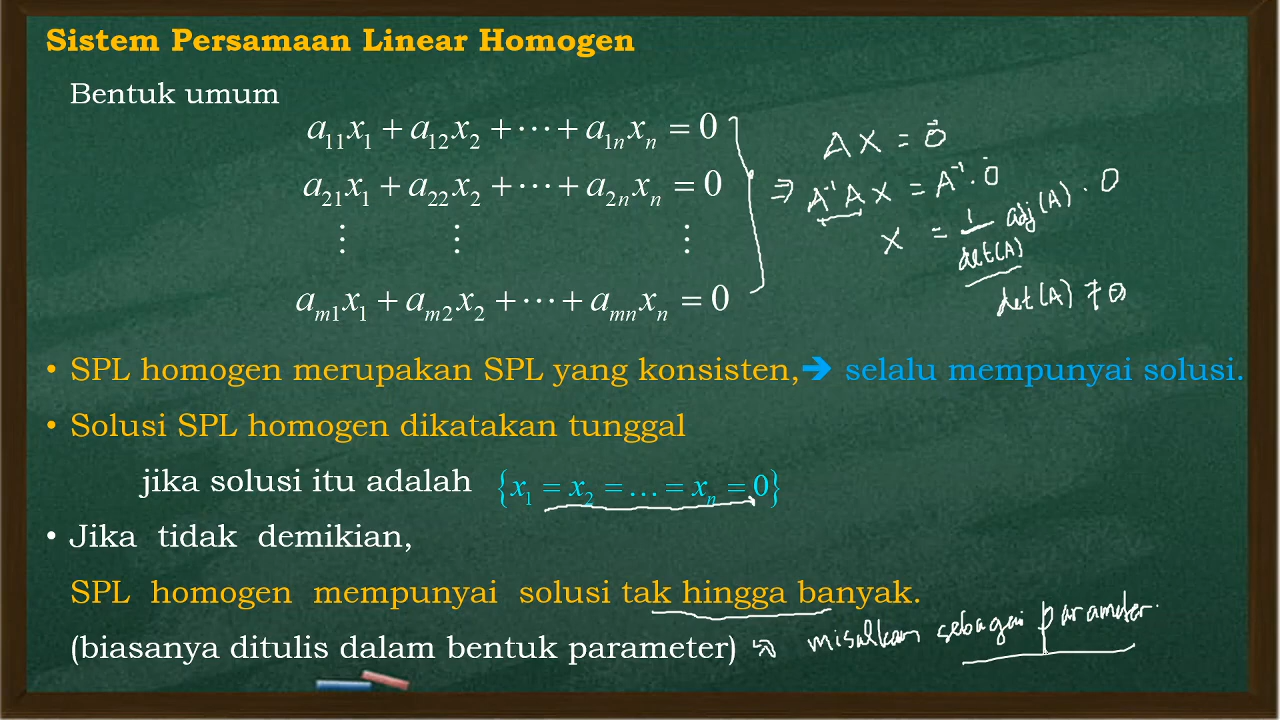 Sistem Persamaan Linear Homogen
Bentuk umum
a₁₁x₁ + a₁₂x₂ + ⋯ + a₁ₙxₙ = 0
a₂₁x₁ + a₂₂x₂ + ⋯ + a₂ₙxₙ = 0
⋮ ⋮ ⋮
aₘ₁x₁ + aₘ₂x₂ + ⋯ + aₘₙxₙ = 0
AX = 0̄
⇒ A⁻¹AX = A⁻¹ · 0̄
X = 1/det(A) adj(A) · 0
det(A) ≠ 0
• SPL homogen merupakan SPL yang konsisten,➔ selalu mempunyai solusi.
• Solusi SPL homogen dikatakan tunggal
jika solusi itu adalah {x₁ = x₂ = … = xₙ = 0}
• Jika tidak demikian,
SPL homogen mempunyai solusi tak hingga banyak.
(biasanya ditulis dalam bentuk parameter) ⇒ misalkan sebagai parameter.